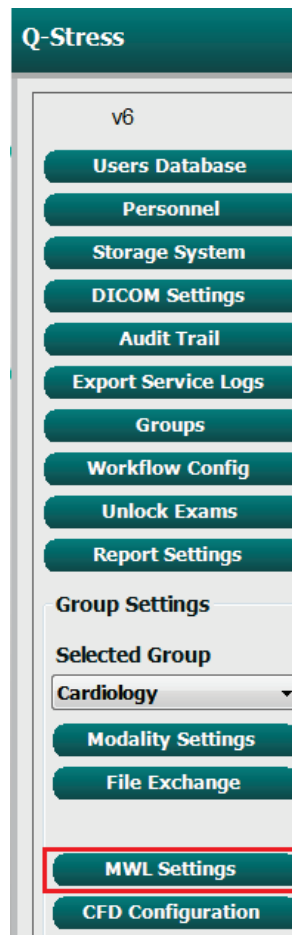 Q-Stress
v6
Users Database
Personnel
Storage System
DICOM Settings
Audit Trail
Export Service Logs
Groups
Workflow Config
Unlock Exams
Report Settings
Group Settings
Selected Group
Cardiology
Modality Settings
File Exchange
MWL Settings
CFD Configuration